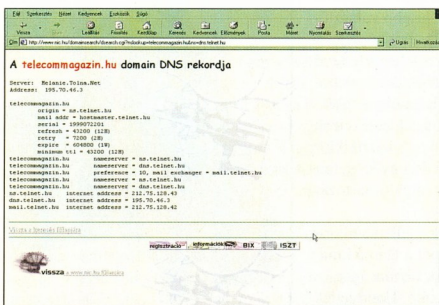 Fájl Szerkesztés Nézet Kedvencek Eszközök Súgó
Vissza Leállítás Frissítés Kezdőlap Keresés Kedvencek Előzmények Posta Méret Nyomtatás Szerkesztés
Cím http://www.nic.hu/domainsearch/domsrch.cgi?nslookup=telecommagazin.hu&ns=dns.telnet.hu Ugrás Hivatkozás
A telecommagazin.hu domain DNS rekordja
Server: Melanie.Tolna.Net
Address: 195.70.46.3
telecommagazin.hu
origin = ns.telnet.hu
mail addr = hostmaster.telnet.hu
serial = 1999072201
refresh = 43200 (12H)
retry = 7200 (2H)
expire = 604800 (1W)
minimum ttl = 43200 (12H)
telecommagazin.hu nameserver = ns.telnet.hu
telecommagazin.hu nameserver = dns.telnet.hu
telecommagazin.hu preference = 10, mail exchanger = mail.telnet.hu
telecommagazin.hu nameserver = ns.telnet.hu
telecommagazin.hu nameserver = dns.telnet.hu
ns.telnet.hu internet address = 212.75.128.43
dns.telnet.hu internet address = 195.70.46.3
mail.telnet.hu internet address = 212.75.128.42
Vissza a keresés főlapjára
regisztráció információk BIX ISZT
vissza a www.nic.hu főlapjára